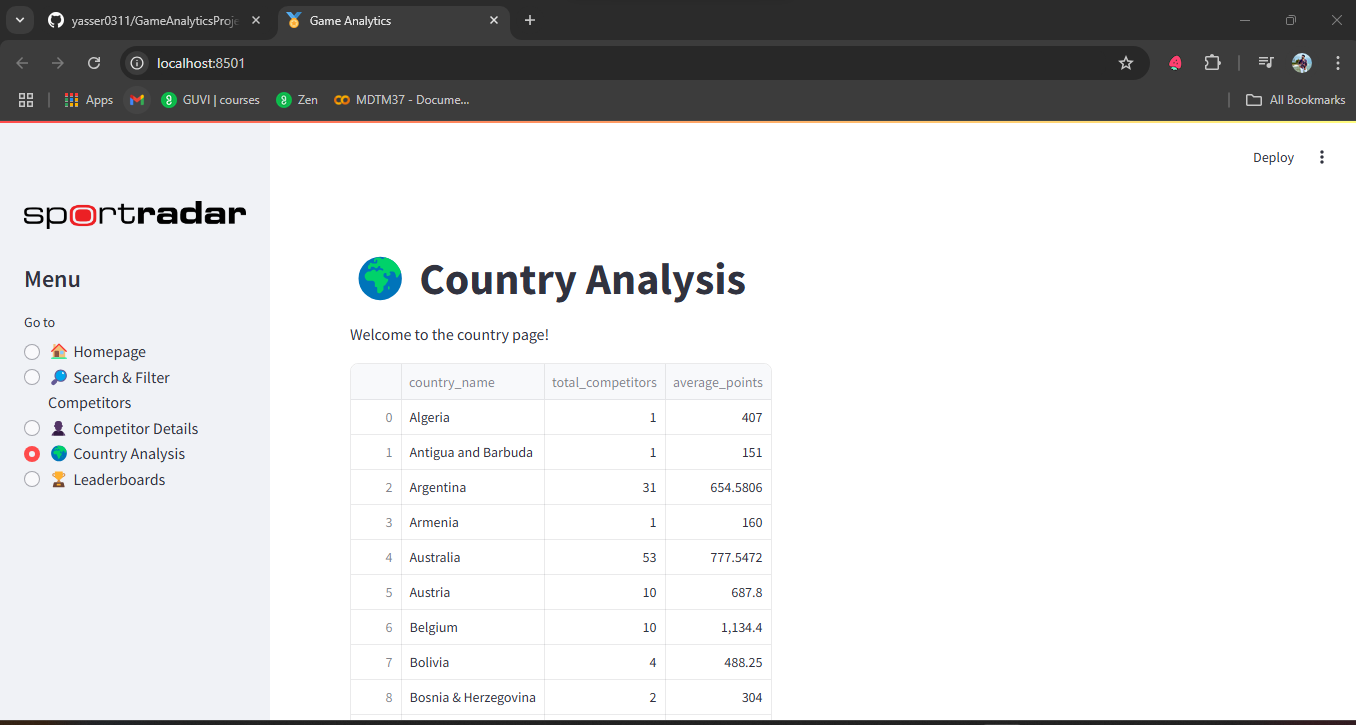 yasser0311/GameAnalyticsProje
Game Analytics
localhost:8501
Apps
GUVI | courses
Zen
MDTM37 - Docume...
All Bookmarks
Deploy
sportradar
Menu
Go to
Homepage
Search & Filter
Competitors
Competitor Details
Country Analysis
Leaderboards
Country Analysis
Welcome to the country page!
country_name total_competitors average_points
0 Algeria 1 407
1 Antigua and Barbuda 1 151
2 Argentina 31 654.5806
3 Armenia 1 160
4 Australia 53 777.5472
5 Austria 10 687.8
6 Belgium 10 1,134.4
7 Bolivia 4 488.25
8 Bosnia & Herzegovina 2 304